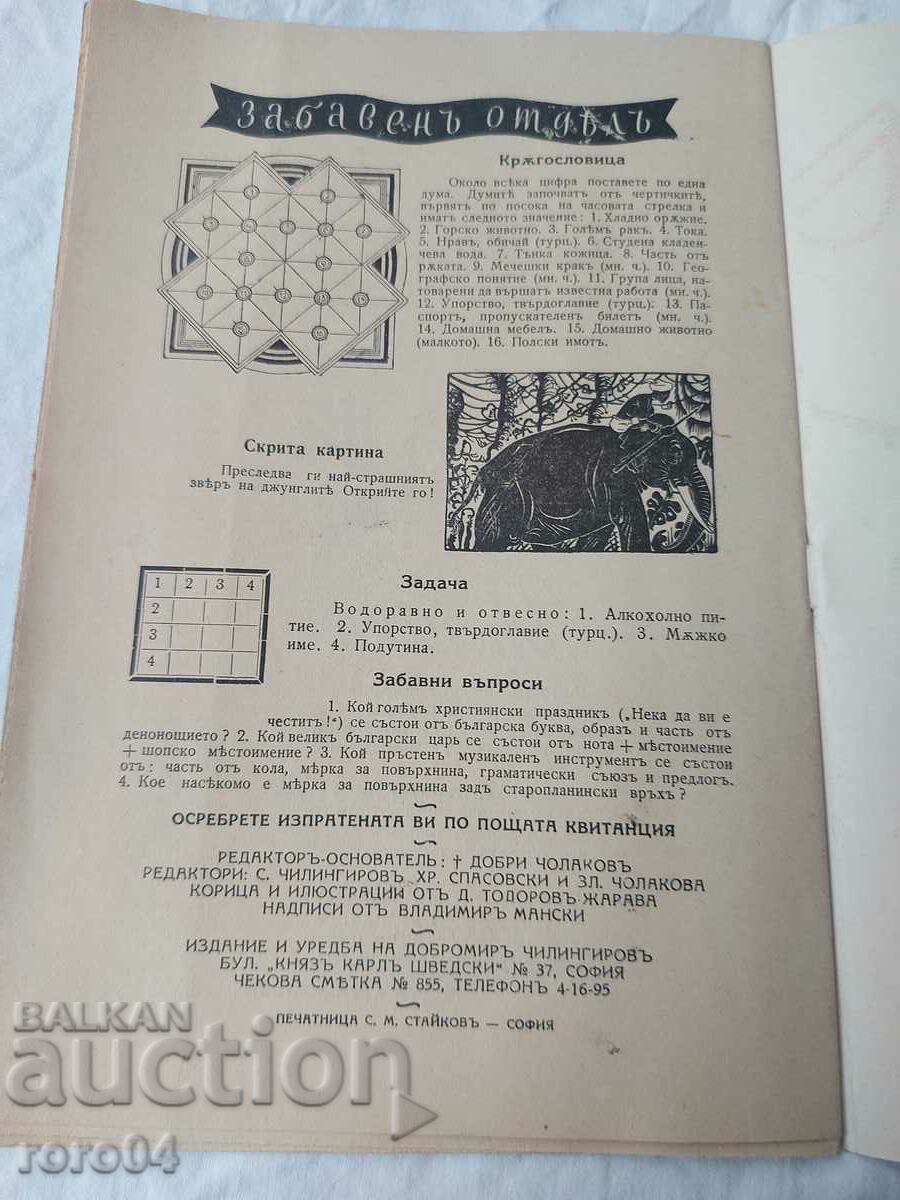 ЗАБАВЕНЪ ОТДѢЛЪ
Крѫгословица
Около всѣка цифра поставете по една
дума. Думитѣ започватъ отъ чертичкитѣ,
вървятъ по посока на часовата стрелка и
иматъ следното значение: 1. Хладно орѫжие.
2. Горско животно. 3. Голѣмъ ракъ. 4. Тока.
5. Нравъ, обичай (турц.). 6. Студена кладен-
чева вода. 7. Тънка кожица. 8. Часть отъ
рѫката. 9. Мечешки кракъ (мн. ч.). 10. Гео-
графско понятие (мн. ч.). 11. Група лица, на-
товарени да вършатъ известна работа (мн. ч.).
12. Упорство, твърдоглавие (турц.). 13. Па-
спортъ, пропускателенъ билетъ (мн. ч.).
14. Домашна мебелъ. 15. Домашно животно
(малкото). 16. Полски имотъ.
Скрита картина
Преследва ги най-страшниятъ
звѣръ на джунглитѣ Открийте го!
1 2 3 4
2
3
4
Задача
Водоравно и отвесно: 1. Алкохолно пи-
тие. 2. Упорство, твърдоглавие (турц.). 3. Мѫжко
име. 4. Подутина.
Забавни въпроси
1. Кой голѣмъ християнски праздникъ („Нека да ви е
честитъ!“) се състои отъ българска буква, образъ и часть отъ
денонощието? 2. Кой великъ български царь се състои от нота + мѣстоимение
+ шопско мѣстоимение? 3. Кой пръстенъ музикаленъ инструментъ се състои
отъ: часть отъ кола, мѣрка за повърхнина, граматически съюзъ и предлогъ.
4. Кое насѣкомо е мѣрка за повърхнина задъ старопланински връхъ?
ОСРЕБРЕТЕ ИЗПРАТЕНАТА ВИ ПО ПОЩАТА КВИТАНЦИЯ
РЕДАКТОРЪ-ОСНОВАТЕЛЬ: † ДОБРИ ЧОЛАКОВЪ
РЕДАКТОРИ: С. ЧИЛИНГИРОВЪ, ХР. СПАСОВСКИ И ЗЛ. ЧОЛАКОВА
КОРИЦА И ИЛЮСТРАЦИИ ОТЪ Д. ТОДОРОВЪ-ЖАРАВА
НАДПИСИ ОТЪ ВЛАДИМИРЪ МАНСКИ
ИЗДАНИЕ И УРЕДБА НА ДОБРОМИРЪ ЧИЛИНГИРОВЪ
БУЛ. „КНЯЗЪ КАРЛЪ ШВЕДСКИ“ № 37, СОФИЯ
ЧЕКОВА СМѢТКА № 855, ТЕЛЕФОНЪ 4-16-95
ПЕЧАТНИЦА С. М. СТАЙКОВЪ — СОФИЯ
BALKAN
auction
roro04